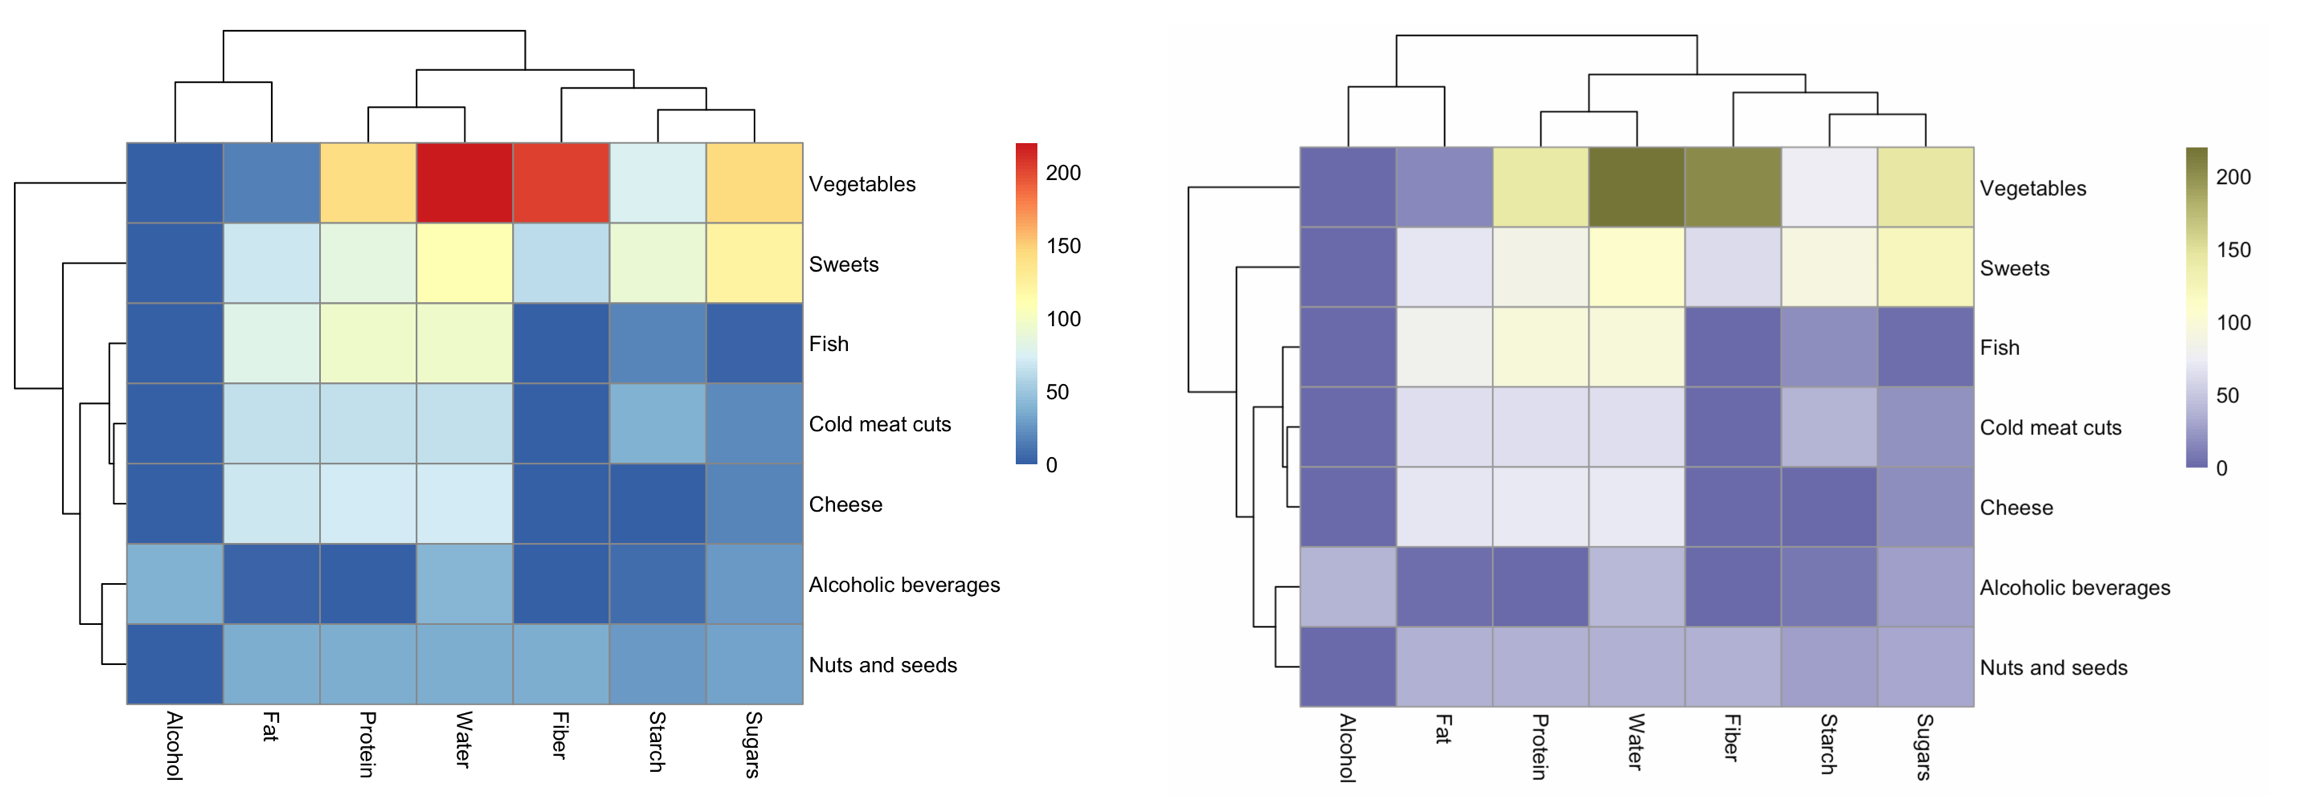 200
150
100
50
0
Vegetables
Sweets
Fish
Cold meat cuts
Cheese
Alcoholic beverages
Nuts and seeds
Alcohol
Fat
Protein
Water
Fiber
Starch
Sugars
200
150
100
50
0
Vegetables
Sweets
Fish
Cold meat cuts
Cheese
Alcoholic beverages
Nuts and seeds
Alcohol
Fat
Protein
Water
Fiber
Starch
Sugars